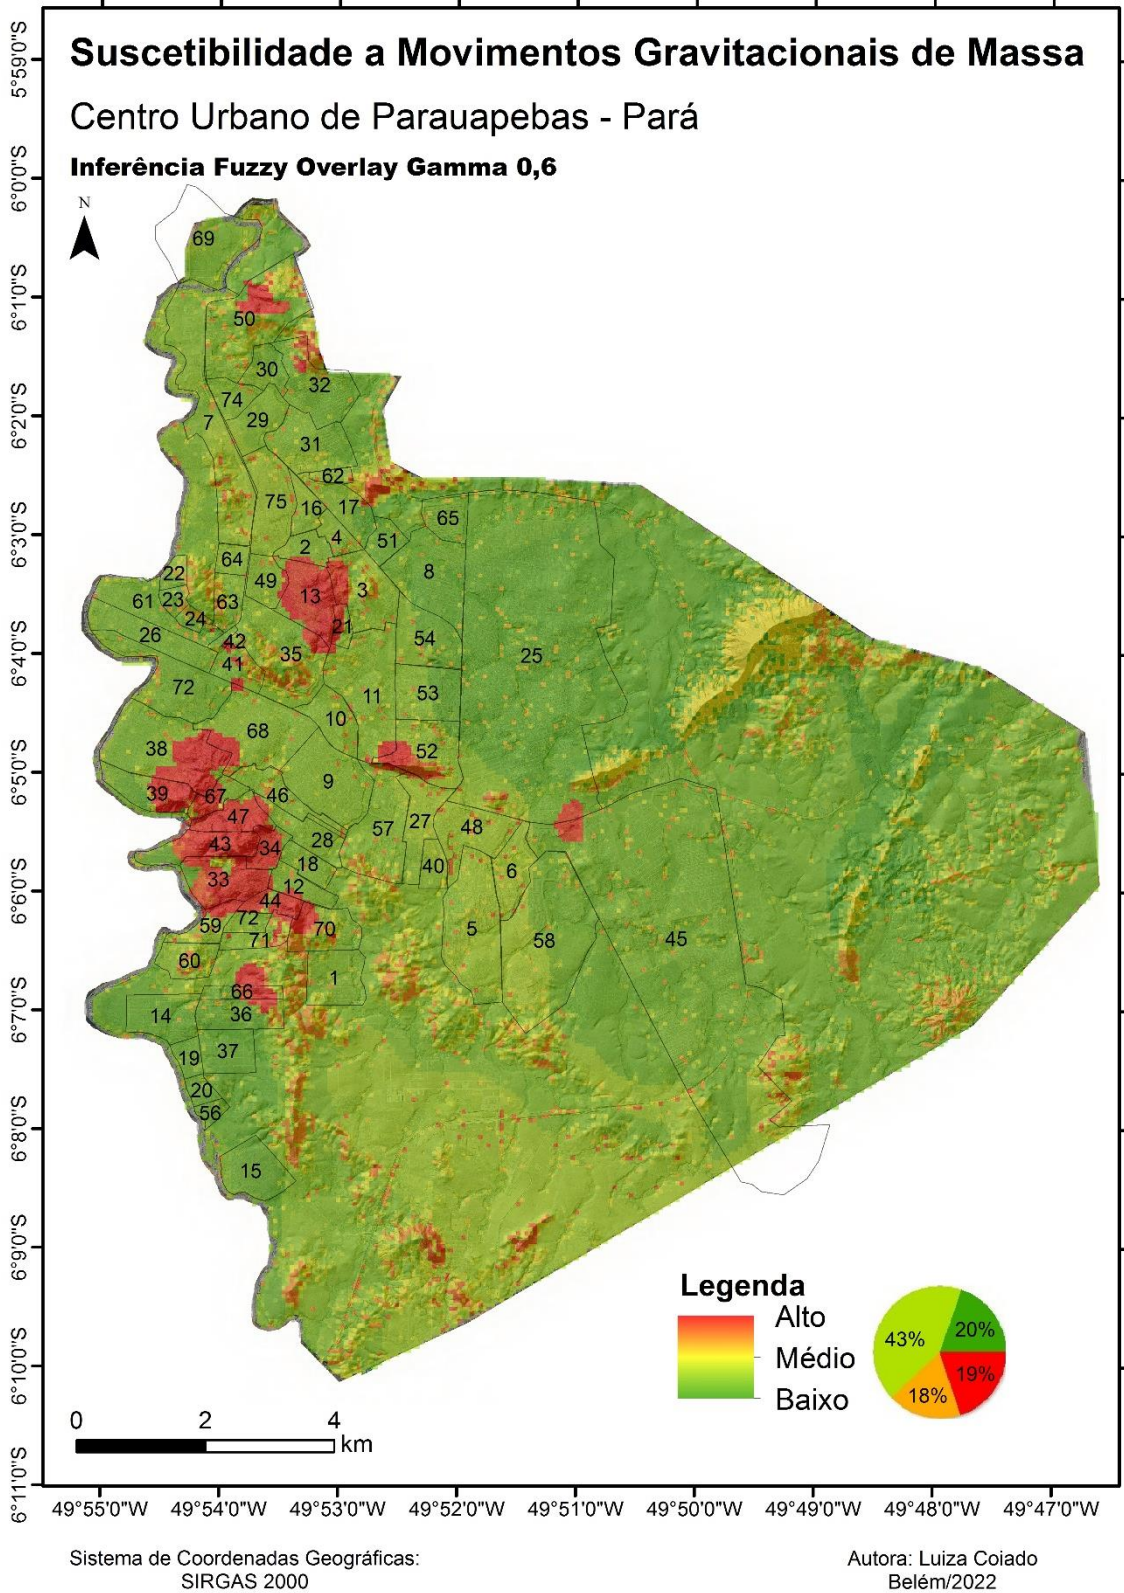 Suscetibilidade a Movimentos Gravitacionais de Massa
Centro Urbano de Parauapebas - Pará
Inferência Fuzzy Overlay Gamma 0,6
N
5°59'0"S
6°0'0"S
6°1'0"S
6°2'0"S
6°3'0"S
6°4'0"S
6°5'0"S
6°6'0"S
6°7'0"S
6°8'0"S
6°9'0"S
6°10'0"S
6°11'0"S
69
50
30
32
74
7
29
31
62
75
16
17
65
4
51
2
64
8
22
49
13
3
61
23
63
24
21
26
42
54
35
25
41
72
53
11
10
68
38
52
9
39
67
46
47
57
27
48
28
43
34
18
40
6
33
12
44
59
72
70
5
71
58
45
60
1
66
14
36
37
19
20
56
15
Legenda
Alto
Médio
Baixo
43%
20%
19%
18%
0 2 4
km
49°55'0"W 49°54'0"W 49°53'0"W 49°52'0"W 49°51'0"W 49°50'0"W 49°49'0"W 49°48'0"W 49°47'0"W
Sistema de Coordenadas Geográficas:
SIRGAS 2000
Autora: Luiza Coiado
Belém/2022